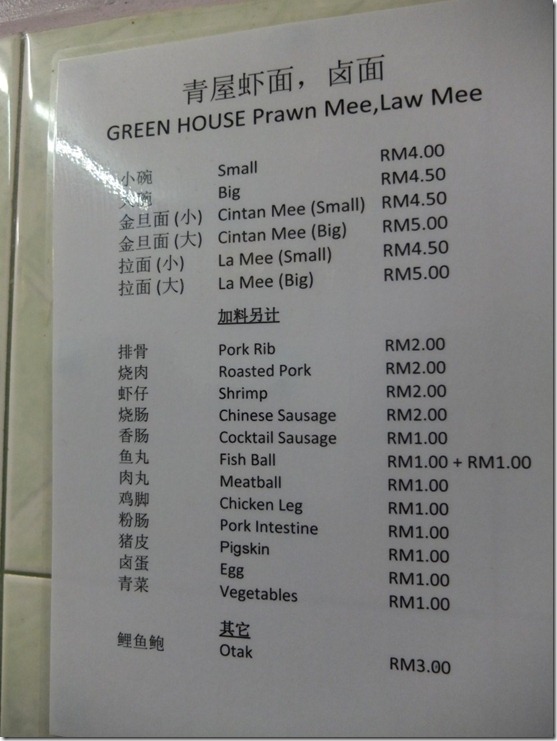 青屋虾面，卤面
GREEN HOUSE Prawn Mee,Law Mee
小碗 Small RM4.00
大碗 Big RM4.50
金旦面 (小) Cintan Mee (Small) RM4.50
金旦面 (大) Cintan Mee (Big) RM5.00
拉面 (小) La Mee (Small) RM4.50
拉面 (大) La Mee (Big) RM5.00
加料另计
排骨 Pork Rib RM2.00
烧肉 Roasted Pork RM2.00
虾仔 Shrimp RM2.00
烧肠 Chinese Sausage RM2.00
香肠 Cocktail Sausage RM1.00
鱼丸 Fish Ball RM1.00 + RM1.00
肉丸 Meatball RM1.00
鸡脚 Chicken Leg RM1.00
粉肠 Pork Intestine RM1.00
猪皮 Pigskin RM1.00
卤蛋 Egg RM1.00
青菜 Vegetables RM1.00
其它
鲤鱼鲍 Otak RM3.00